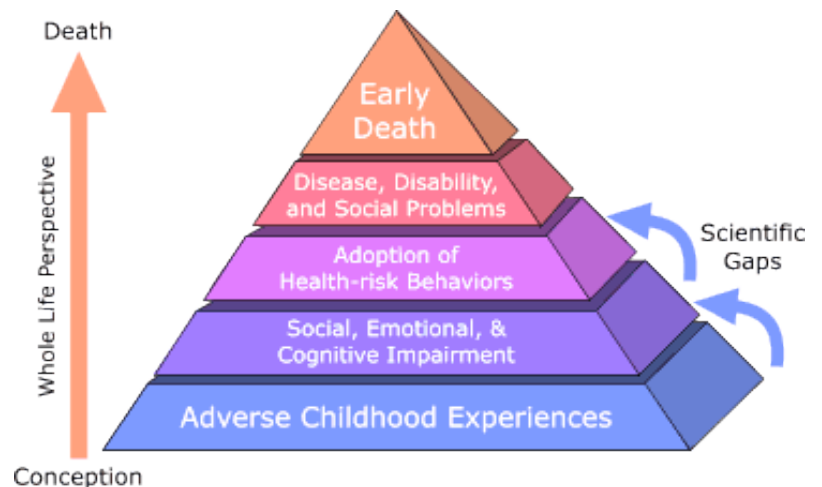 Death
Early
Death
Disease, Disability,
and Social Problems
Scientific
Gaps
Adoption of
Health-risk Behaviors
Whole Life Perspective
Social, Emotional, &
Cognitive Impairment
Adverse Childhood Experiences
Conception